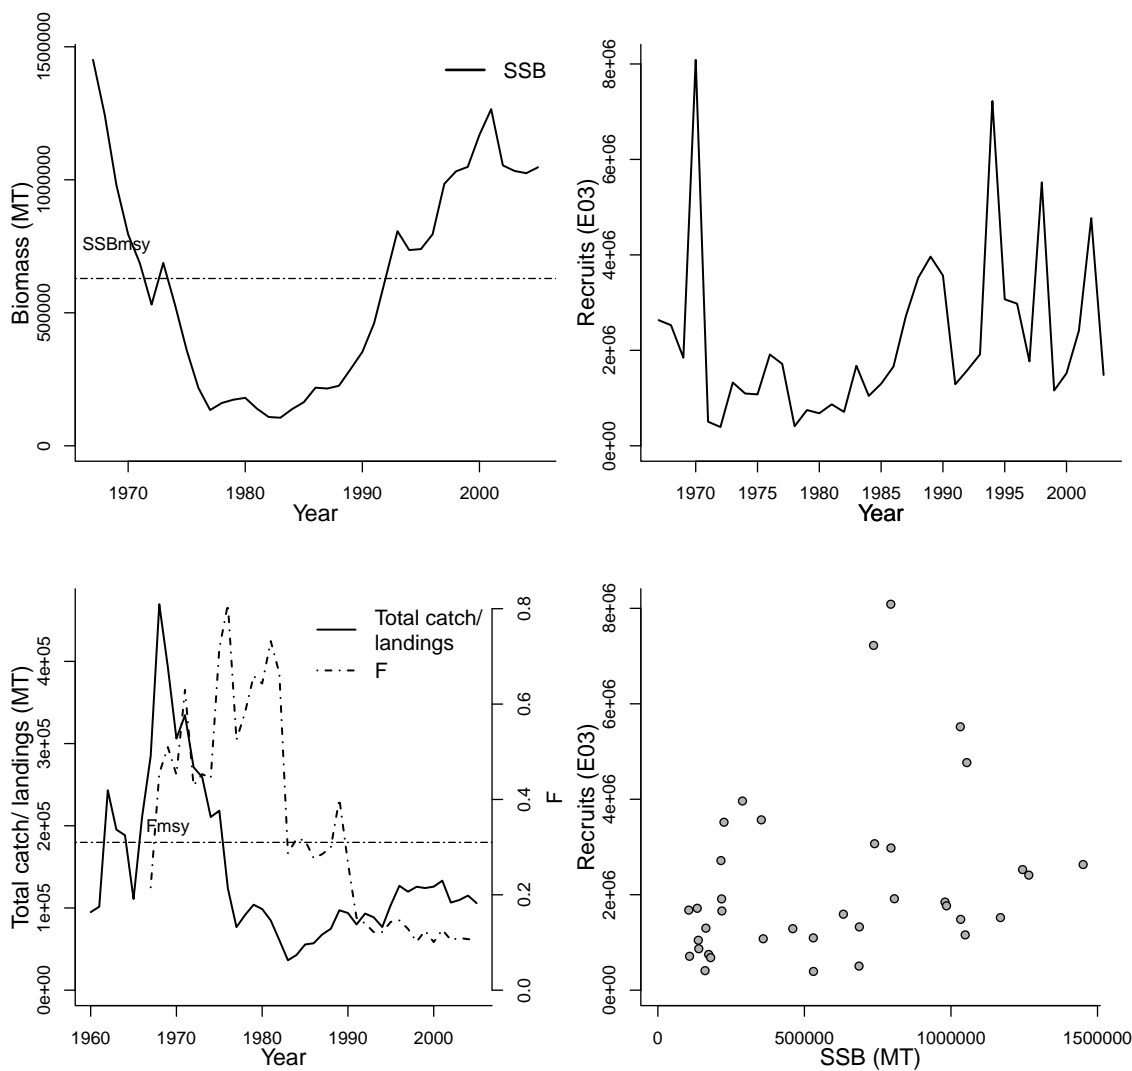 SSB
SSBmsy
Biomass (MT)
0
500000
1000000
1500000
1970
1980
1990
2000
Year
Recruits (E03)
0e+00
2e+06
4e+06
6e+06
8e+06
1970
1975
1980
1985
1990
1995
2000
Year
Total catch/
landings
F
Fmsy
Total catch/ landings (MT)
0e+00
1e+05
2e+05
3e+05
4e+05
0.0
0.2
0.4
0.6
0.8
F
1960
1970
1980
1990
2000
Year
Recruits (E03)
0e+00
2e+06
4e+06
6e+06
8e+06
0
500000
1000000
1500000
SSB (MT)